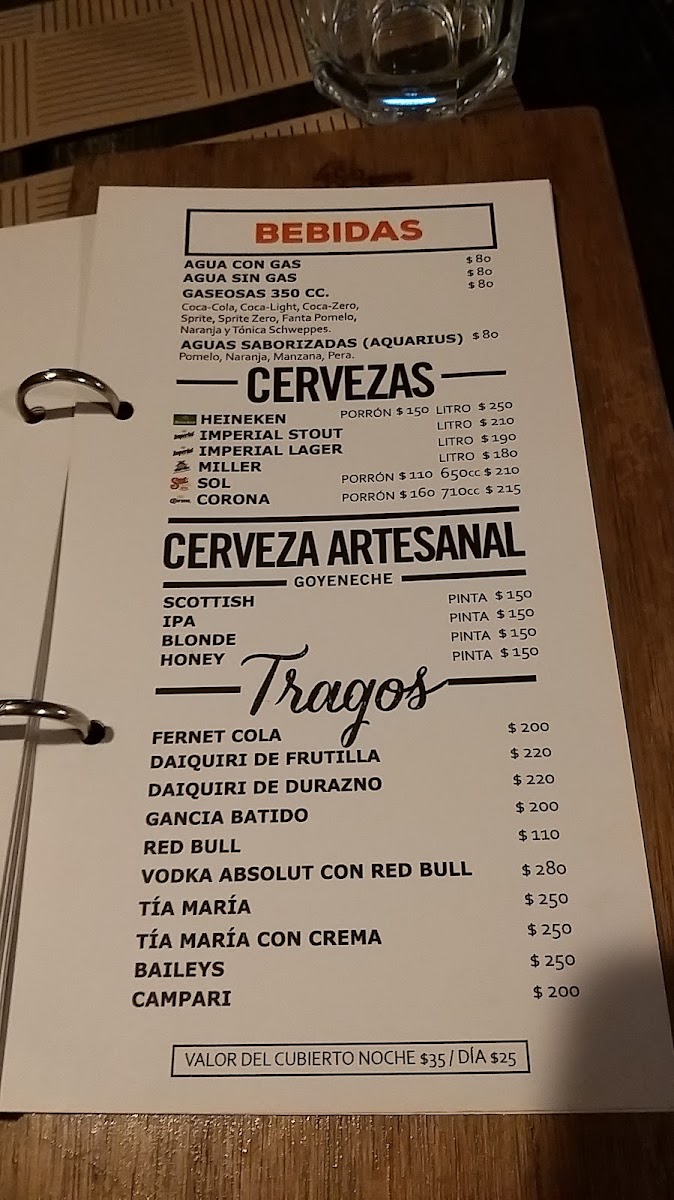 BEBIDAS
AGUA CON GAS $80
AGUA SIN GAS $80
GASEOSAS 350 CC. $80
Coca-Cola, Coca-Light, Coca-Zero,
Sprite, Sprite Zero, Fanta Pomelo,
Naranja y Tónica Schweppes.
AGUAS SABORIZADAS (AQUARIUS) $80
Pomelo, Naranja, Manzana, Pera.
CERVEZAS
HEINEKEN PORRÓN $150 LITRO $250
Imperial IMPERIAL STOUT LITRO $210
Imperial IMPERIAL LAGER LITRO $190
MILLER LITRO $180
Sol SOL PORRÓN $110 650CC $210
Corona CORONA PORRÓN $160 710CC $215
CERVEZA ARTESANAL
GOYENECHE
SCOTTISH PINTA $150
IPA PINTA $150
BLONDE PINTA $150
HONEY PINTA $150
Tragos
FERNET COLA $200
DAIQUIRI DE FRUTILLA $220
DAIQUIRI DE DURAZNO $220
GANCIA BATIDO $200
RED BULL $110
VODKA ABSOLUT CON RED BULL $280
TÍA MARÍA $250
TÍA MARÍA CON CREMA $250
BAILEYS $250
CAMPARI $200
VALOR DEL CUBIERTO NOCHE $35 / DÍA $25